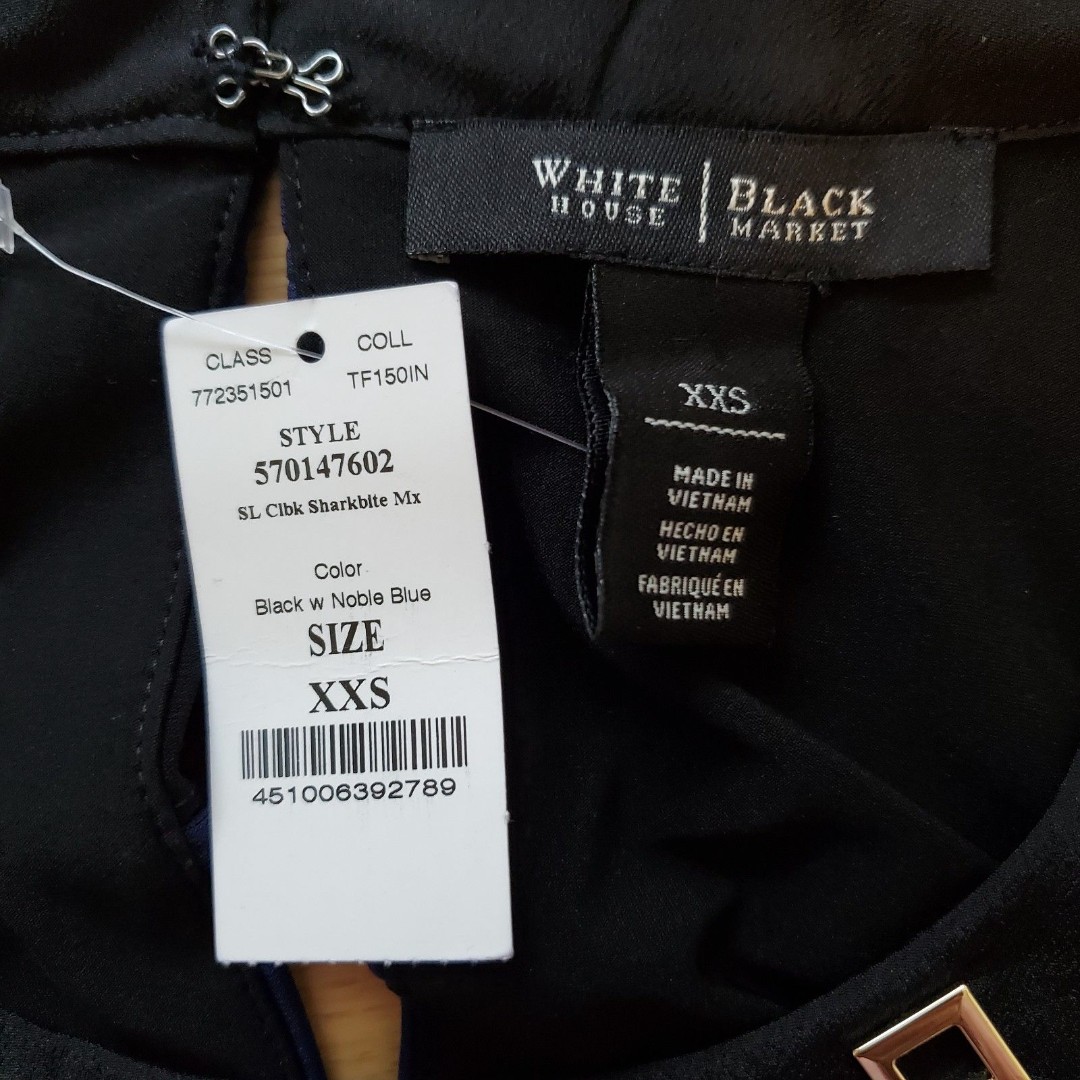 WHITE | BLACK
HOUSE | MARKET
XXS
MADE IN
VIETNAM
HECHO EN
VIETNAM
FABRIQUÉ EN
VIETNAM
CLASS COLL
772351501 TF150IN
STYLE
570147602
SL Clbk Sharkbite Mx
Color
Black w Noble Blue
SIZE
XXS
451006392789